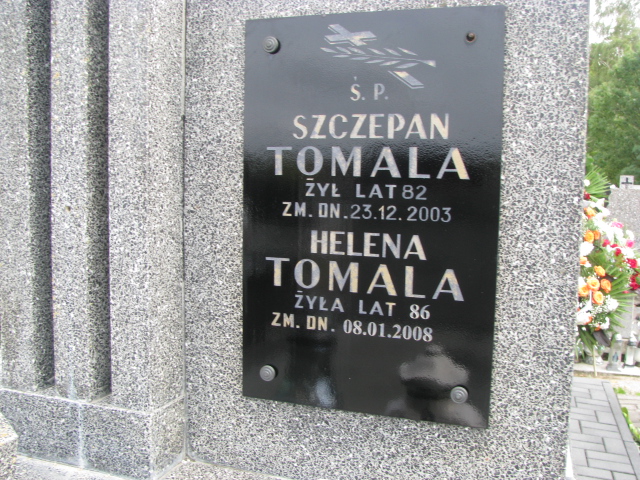 Ś. P.
SZCZEPAN
TOMALA
ŻYŁ LAT 82
ZM. DN. 23.12.2003
HELENA
TOMALA
ŻYŁA LAT 86
ZM. DN. 08.01.2008